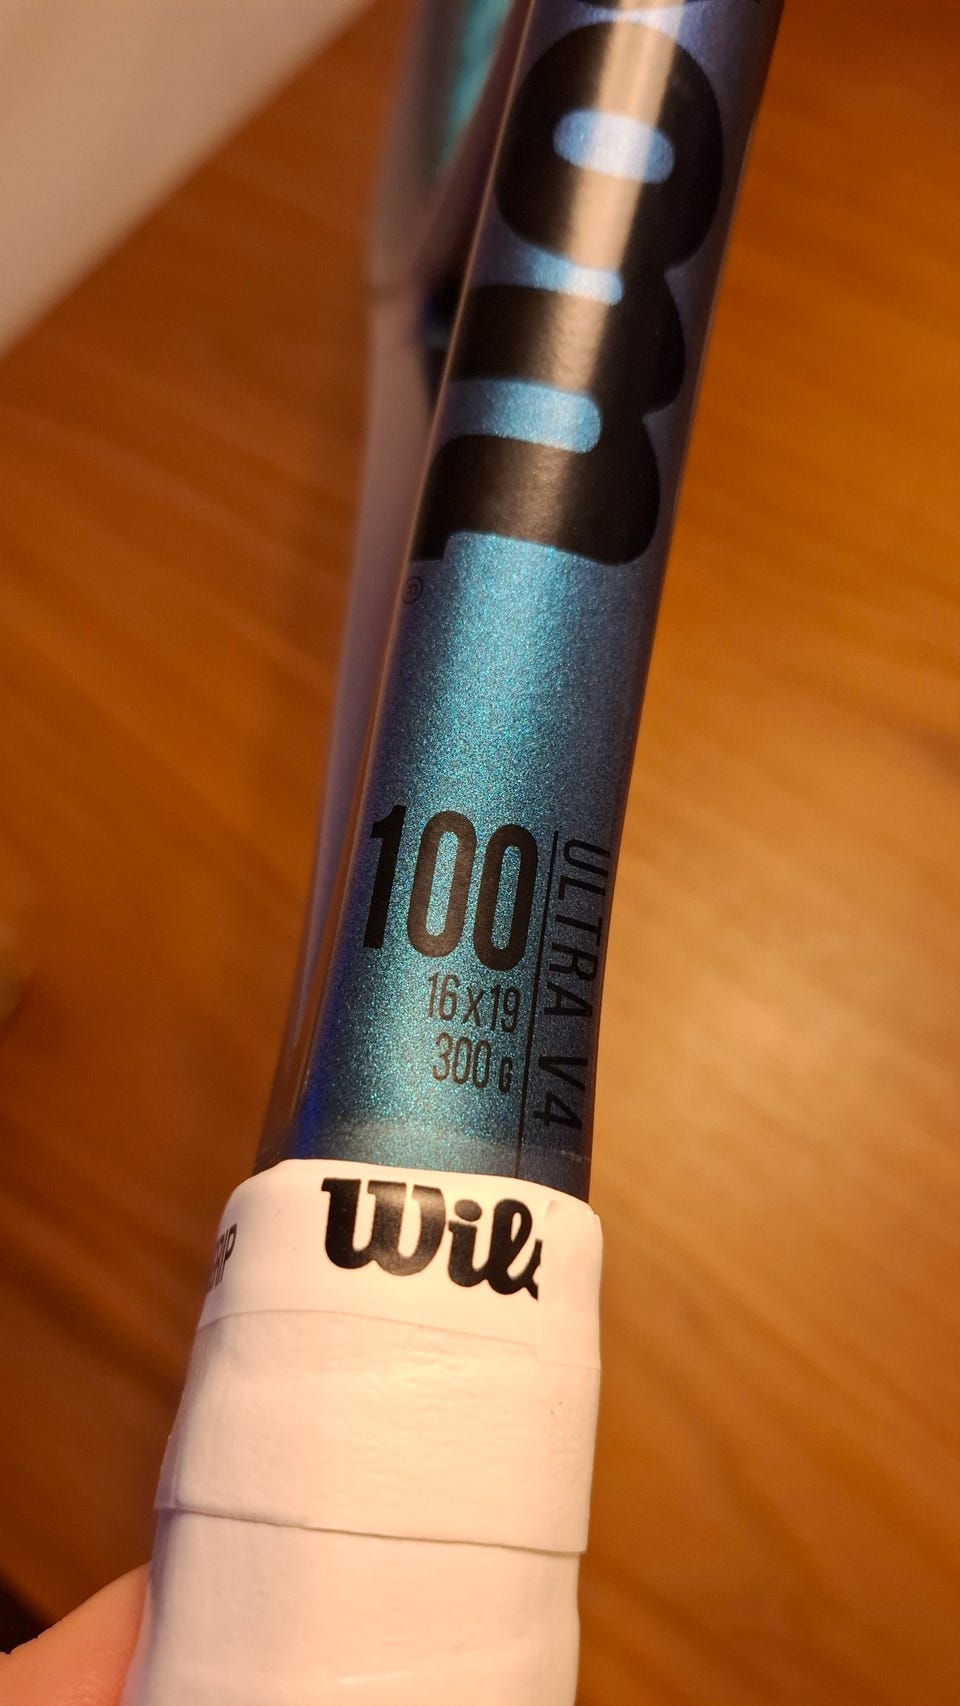 100
16x19
300 G
ULTRA V4
Wil